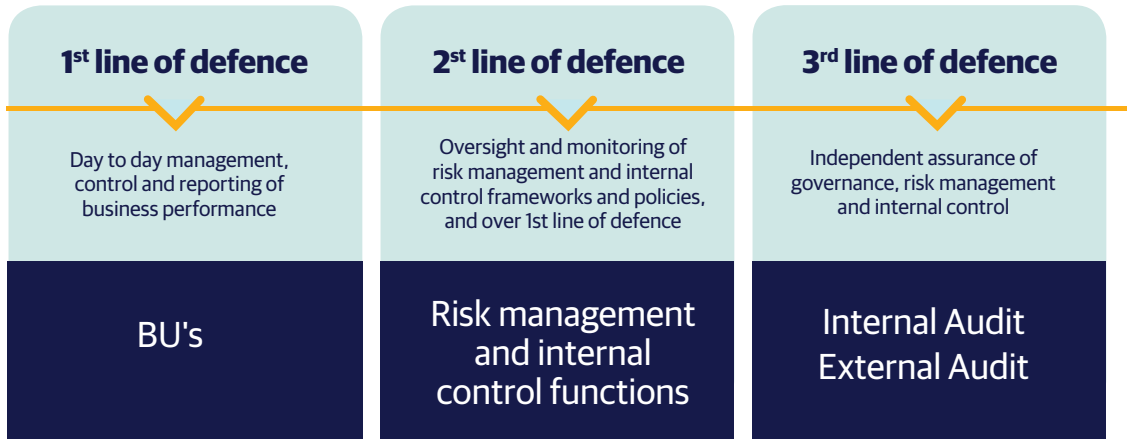 1st line of defence
Day to day management,
control and reporting of
business performance
BU's
2st line of defence
Oversight and monitoring of
risk management and internal
control frameworks and policies,
and over 1st line of defence
Risk management
and internal
control functions
3rd line of defence
Independent assurance of
governance, risk management
and internal control
Internal Audit
External Audit